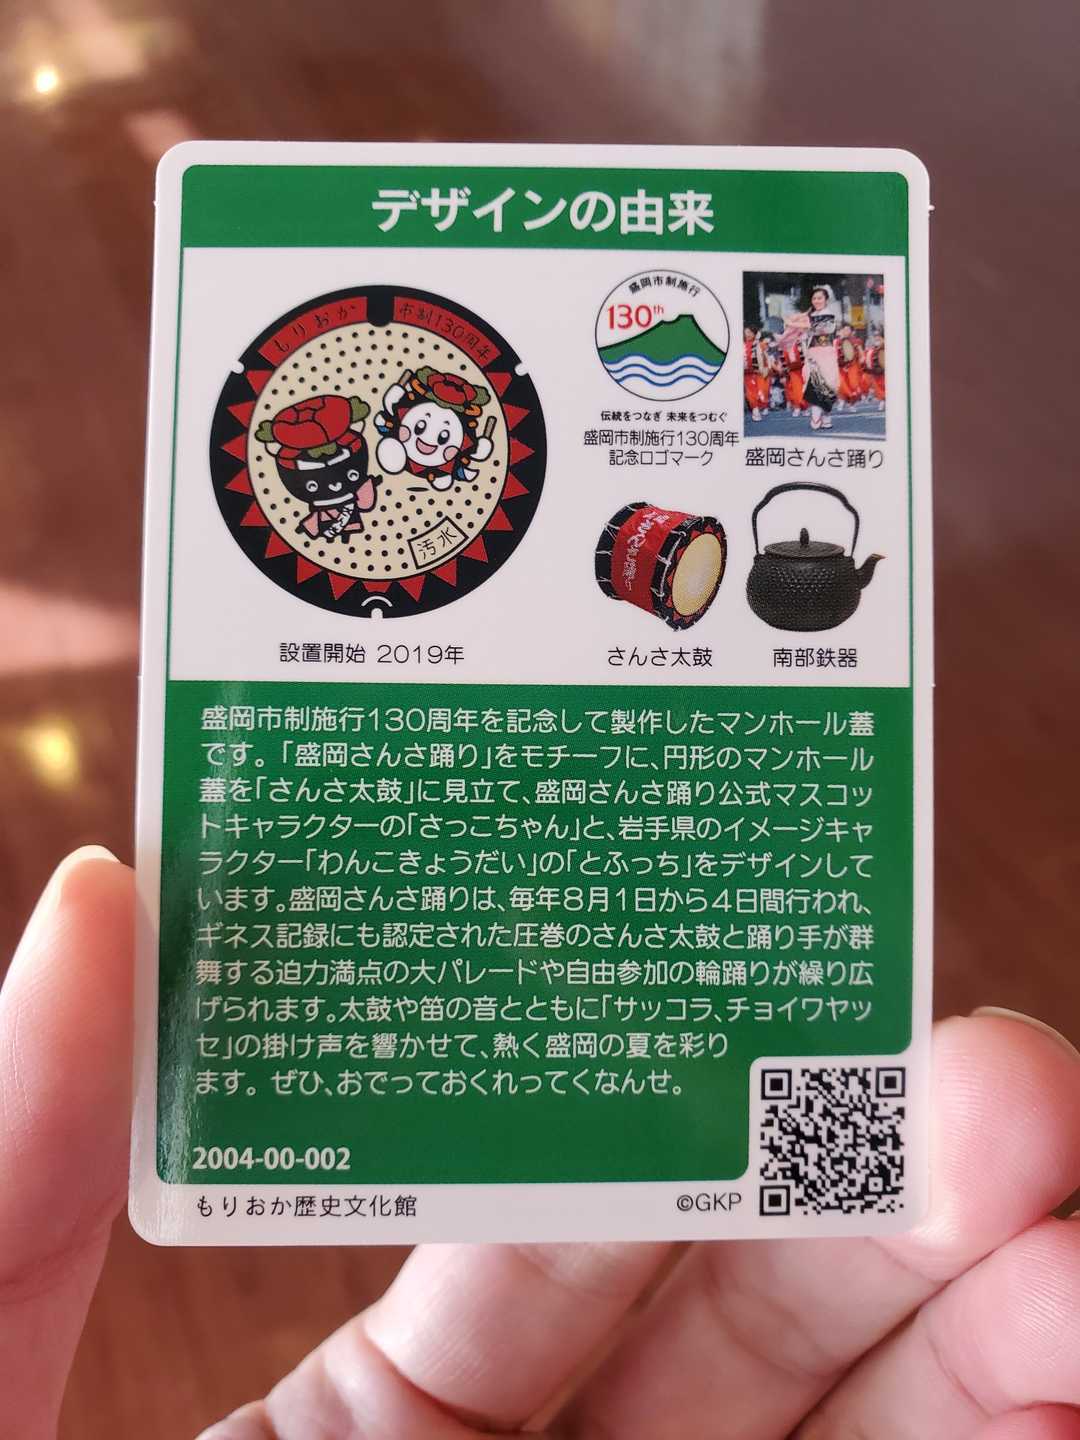 デザインの由来
もりおか 市制130周年
汚水
設置開始 2019年
盛岡市制施行
130th
伝統をつなぎ 未来をつむぐ
盛岡市制施行130周年
記念ロゴマーク
盛岡さんさ踊り
さんさ太鼓
南部鉄器
盛岡市制施行130周年を記念して製作したマンホール蓋
です。「盛岡さんさ踊り」をモチーフに、円形のマンホール
蓋を「さんさ太鼓」に見立て、盛岡さんさ踊り公式マスコッ
トキャラクターの「さっこちゃん」と、岩手県のイメージキャ
ラクター「わんこきょうだい」の「とふっち」をデザインして
います。盛岡さんさ踊りは、毎年8月1日から4日間行われ、
ギネス記録にも認定された圧巻のさんさ太鼓と踊り手が群
舞する迫力満点の大パレードや自由参加の輪踊りが繰り広
げられます。太鼓や笛の音とともに「サッコラ、チョイワヤッ
セ」の掛け声を響かせて、熱く盛岡の夏を彩り
ます。ぜひ、おでっておくれってくなんせ。
2004-00-002
もりおか歴史文化館
©GKP